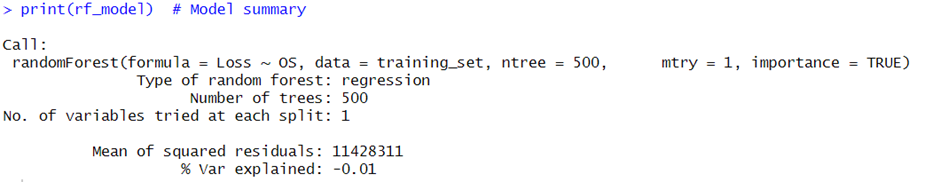 > print(rf_model)  # Model summary
Call:
randomForest(formula = Loss ~ OS, data = training_set, ntree = 500,      mtry = 1, importance = TRUE)
Type of random forest: regression
Number of trees: 500
No. of variables tried at each split: 1
Mean of squared residuals: 11428311
% Var explained: -0.01